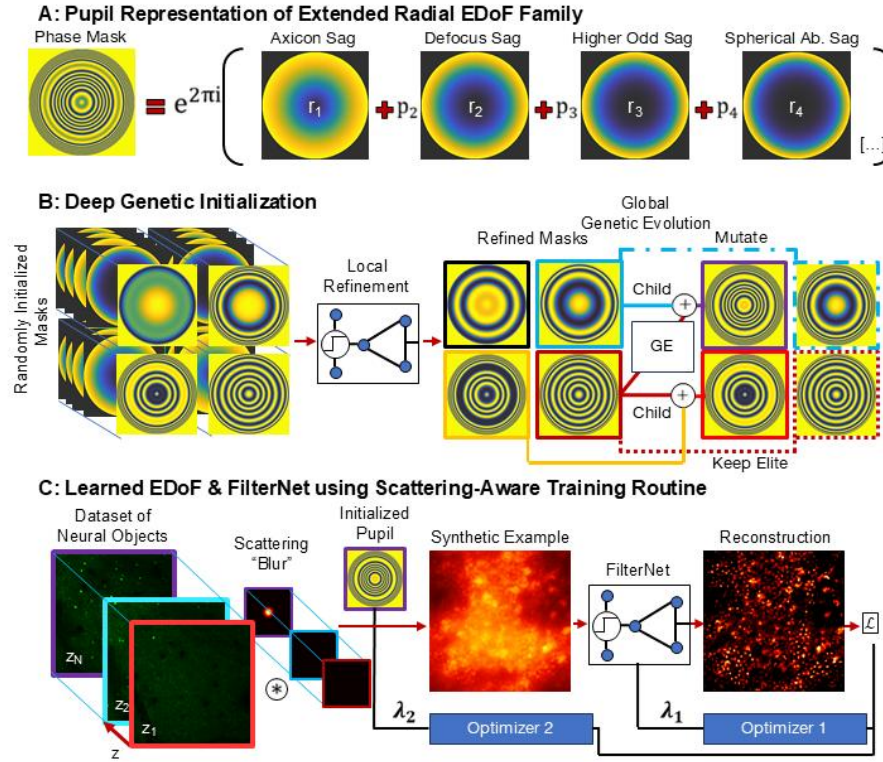 A: Pupil Representation of Extended Radial EDoF Family
Phase Mask
Axicon Sag
Defocus Sag
Higher Odd Sag
Spherical Ab. Sag
= e^{2πi} ( r₁ + p₂ r₂ + p₃ r₃ + p₄ r₄ [...] )
B: Deep Genetic Initialization
Randomly Initialized
Masks
Local
Refinement
Refined Masks
Global
Genetic Evolution
Mutate
Child
+
GE
Child
+
Keep Elite
C: Learned EDoF & FilterNet using Scattering-Aware Training Routine
Dataset of
Neural Objects
Scattering
"Blur"
Initialized
Pupil
Synthetic Example
FilterNet
Reconstruction
z_N
z₂
z₁
z
*
ℒ
λ₂
Optimizer 2
λ₁
Optimizer 1